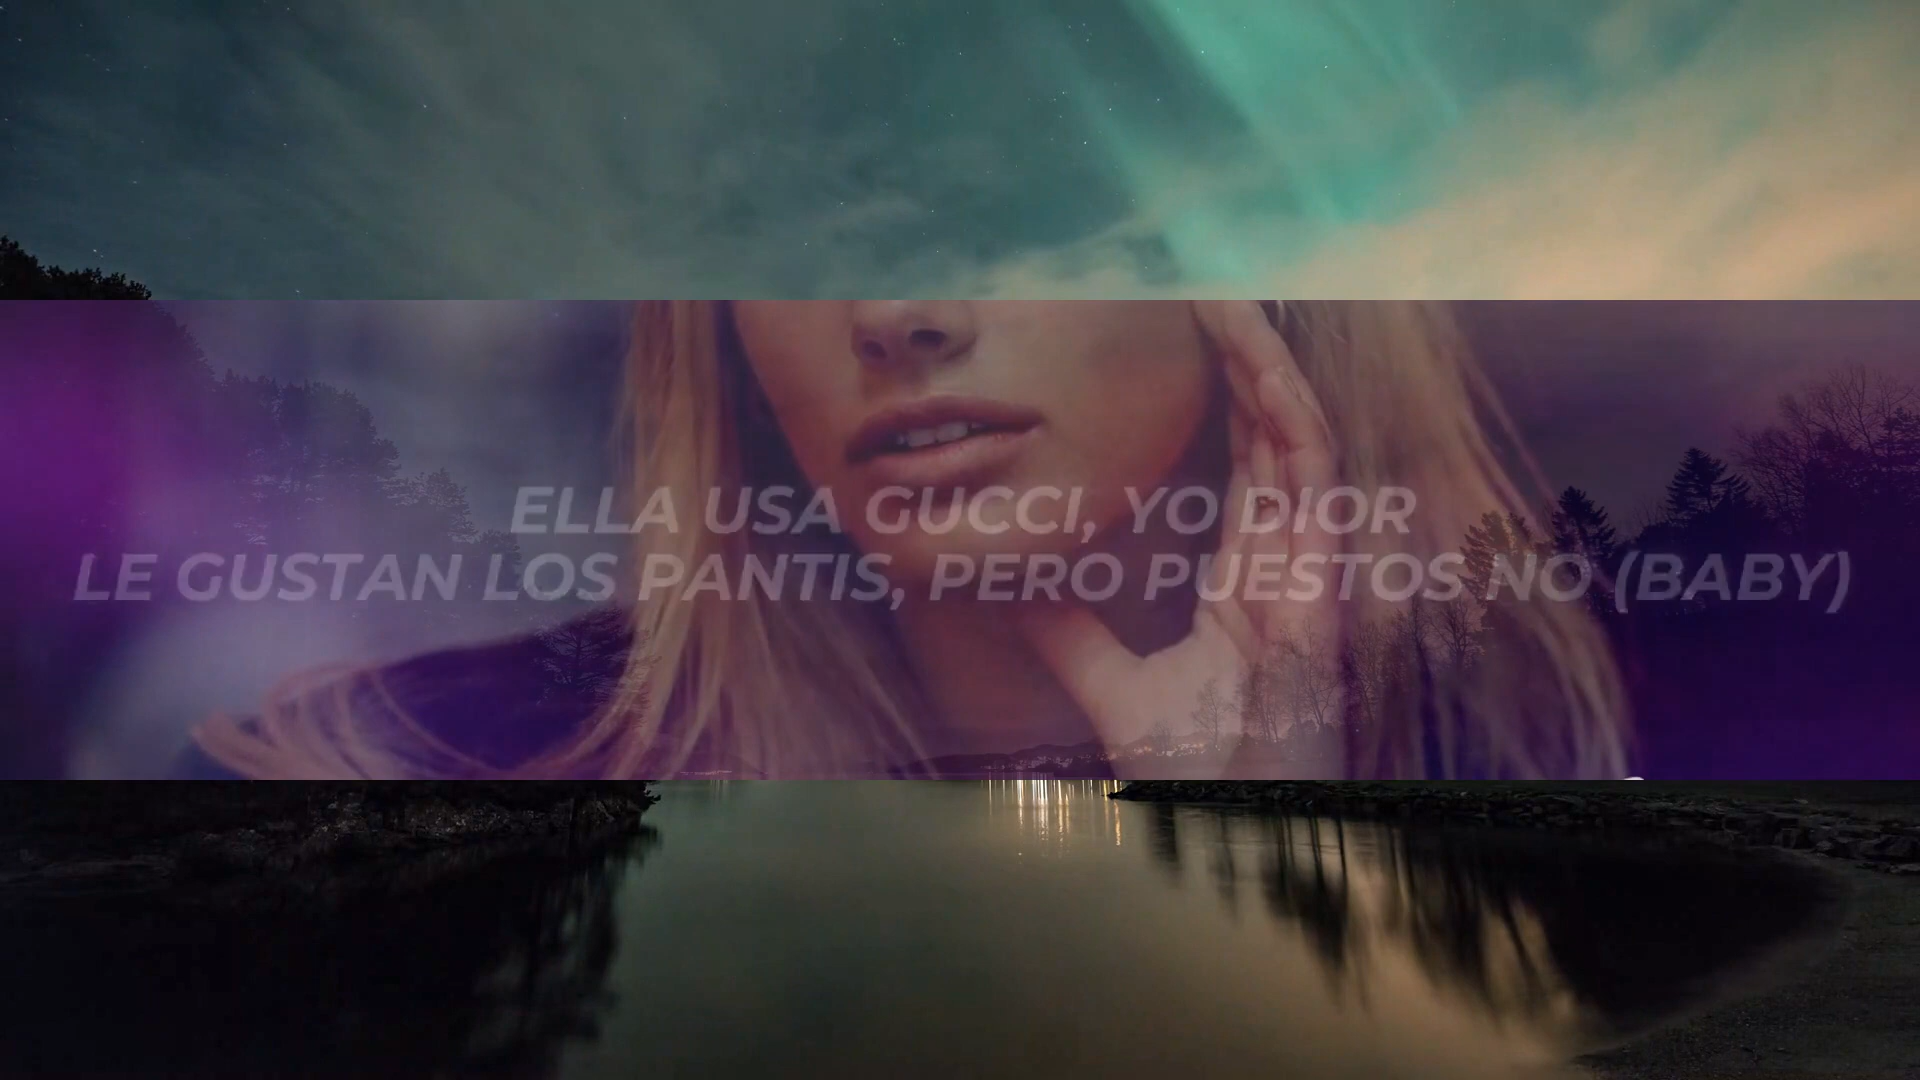 ELLA USA GUCCI, YO DIOR
LE GUSTAN LOS PANTIS, PERO PUESTOS NO (BABY)